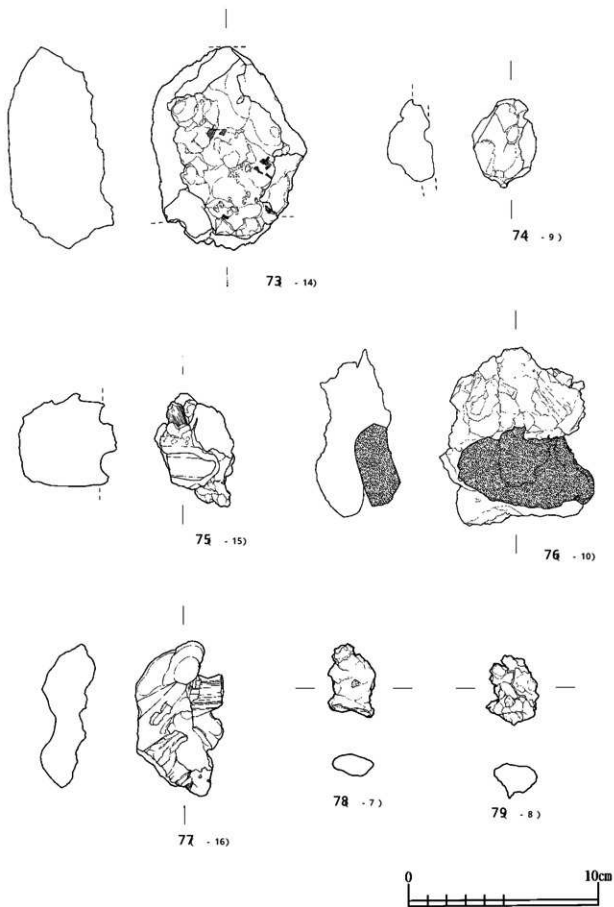 73( - 14)
74( - 9)
75( - 15)
76( - 10)
77( - 16)
78( - 7)
79( - 8)
0 10cm